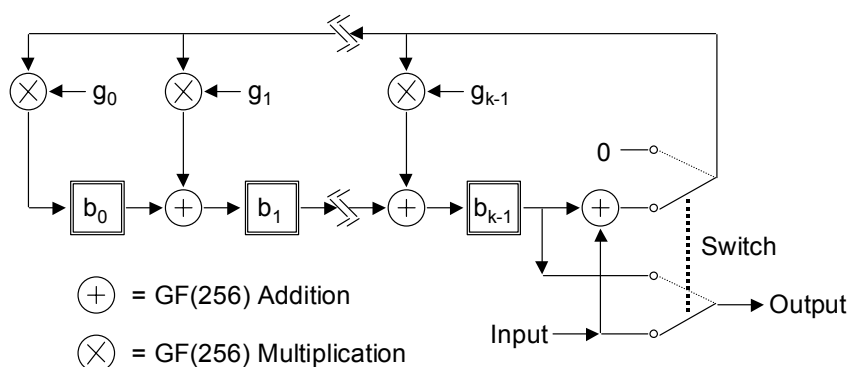 g₀
g₁
gₖ₋₁
0
b₀
b₁
bₖ₋₁
Switch
= GF(256) Addition
Output
Input
= GF(256) Multiplication